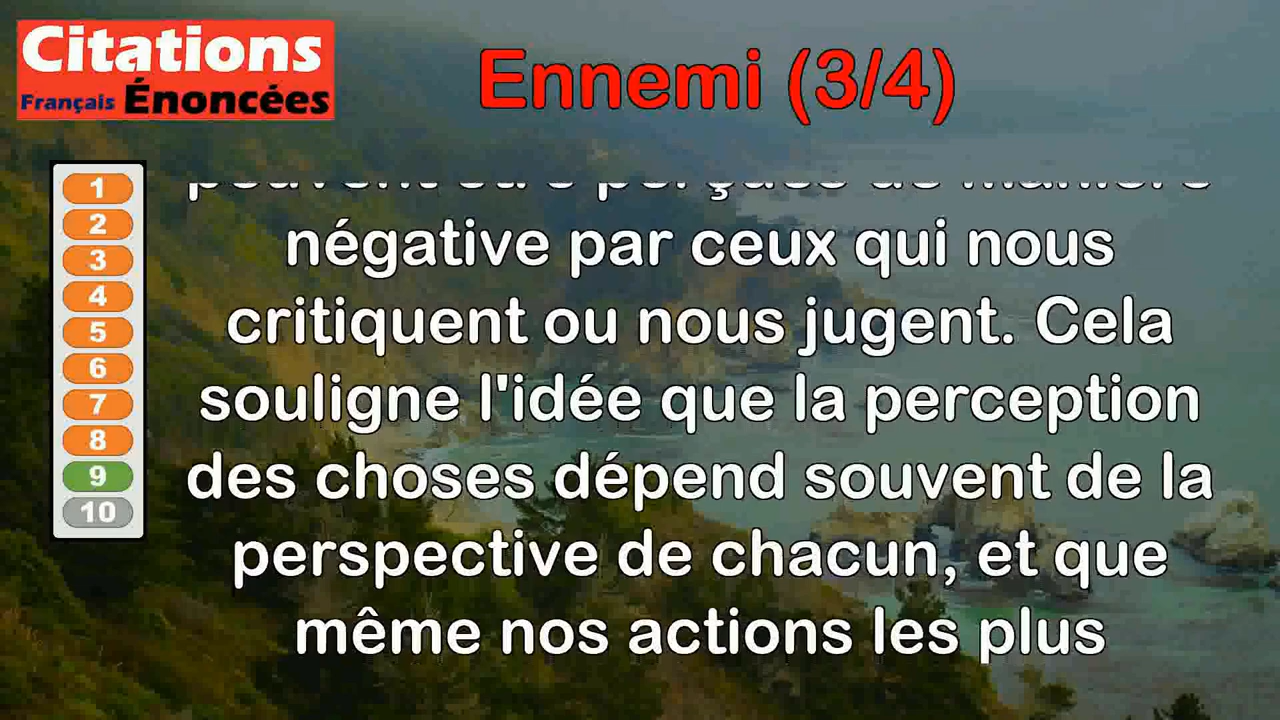 Citations
Français Énoncées
Ennemi (3/4)
1
2
3
4
5
6
7
8
9
10
négative par ceux qui nous
critiquent ou nous jugent. Cela
souligne l'idée que la perception
des choses dépend souvent de la
perspective de chacun, et que
même nos actions les plus